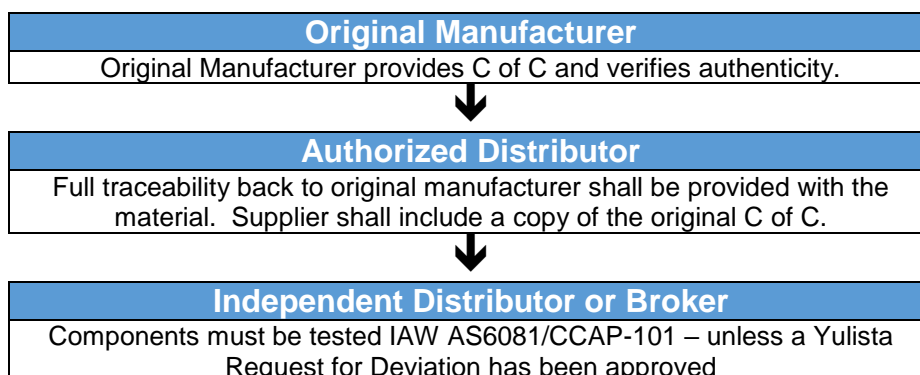 Original Manufacturer
Original Manufacturer provides C of C and verifies authenticity.
Authorized Distributor
Full traceability back to original manufacturer shall be provided with the
material.  Supplier shall include a copy of the original C of C.
Independent Distributor or Broker
Components must be tested IAW AS6081/CCAP-101 – unless a Yulista
Request for Deviation has been approved